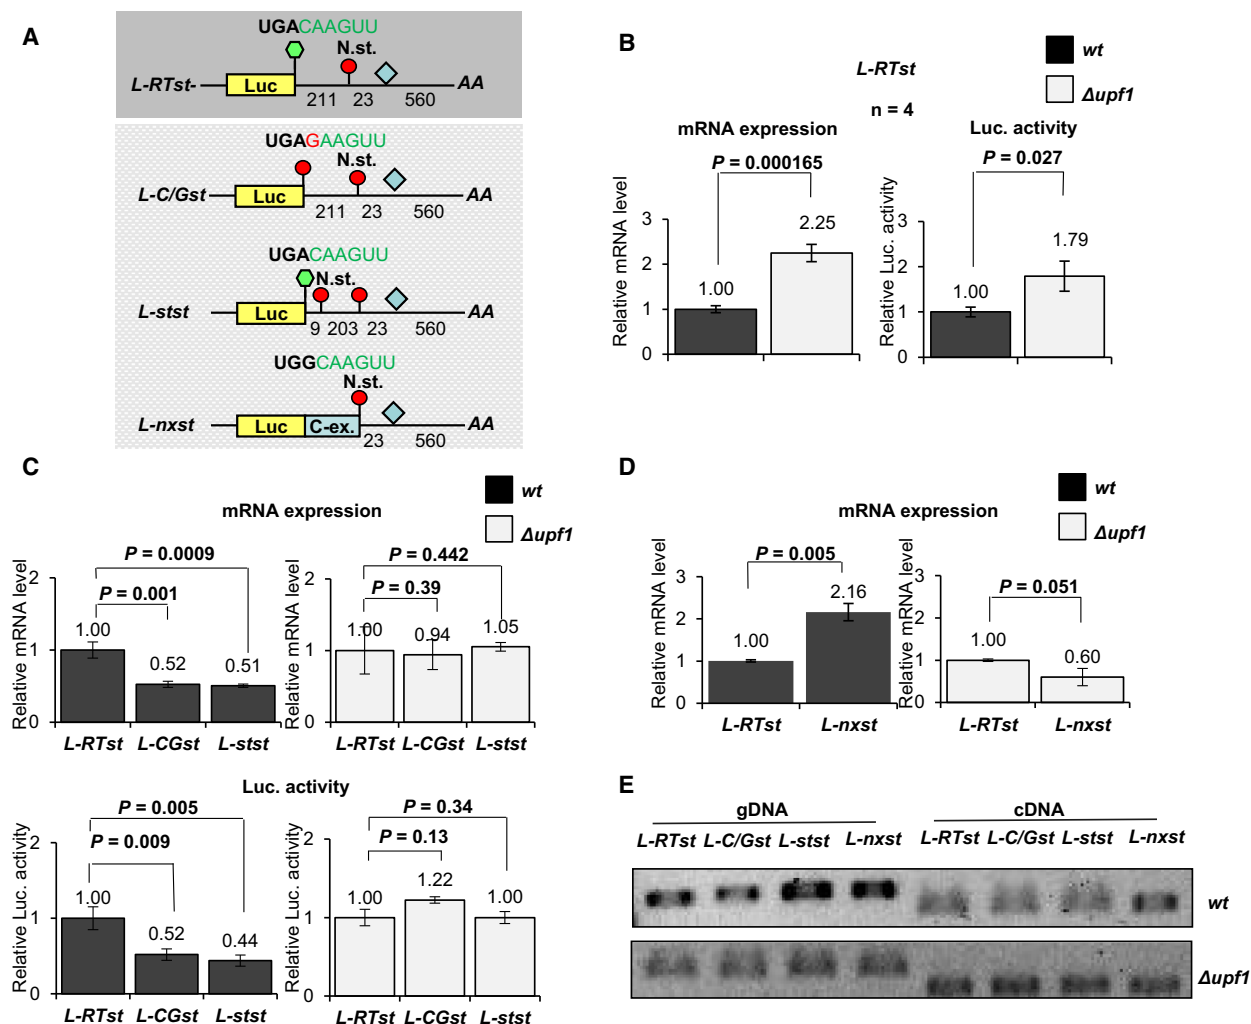 A
UGACAAGUU
N.st.
L-RTst-
Luc
AA
211 23 560
UGAGAAGUU
N.st.
L-C/Gst
Luc
AA
211 23 560
UGACAAGUU
N.st.
L-stst
Luc
AA
9 203 23 560
UGGCAAGUU
N.st.
L-nxst
Luc
C-ex.
AA
23 560
B
wt
L-RTst
Δupf1
n = 4
mRNA expression
P = 0.000165
Relative mRNA level
3
2
1
0
1.00
2.25
Luc. activity
P = 0.027
Relative Luc. activity
3
2
1
0
1.00
1.79
C
wt
Δupf1
mRNA expression
P = 0.0009
P = 0.001
Relative mRNA level
2
1
0
1.00
0.52
0.51
L-RTst L-CGst L-stst
P = 0.442
P = 0.39
Relative mRNA level
2
1
0
1.00
0.94
1.05
L-RTst L-CGst L-stst
Luc. activity
P = 0.005
P = 0.009
Relative Luc. activity
2
1
0
1.00
0.52
0.44
L-RTst L-CGst L-stst
P = 0.34
P = 0.13
Relative Luc. activity
2
1
0
1.00
1.22
1.00
L-RTst L-CGst L-stst
D
wt
Δupf1
mRNA expression
P = 0.005
Relative mRNA level
3
2
1
0
1.00
2.16
L-RTst L-nxst
P = 0.051
Relative mRNA level
3
2
1
0
1.00
0.60
L-RTst L-nxst
E
gDNA cDNA
L-RTst L-C/Gst L-stst L-nxst L-RTst L-C/Gst L-stst L-nxst
wt
Δupf1